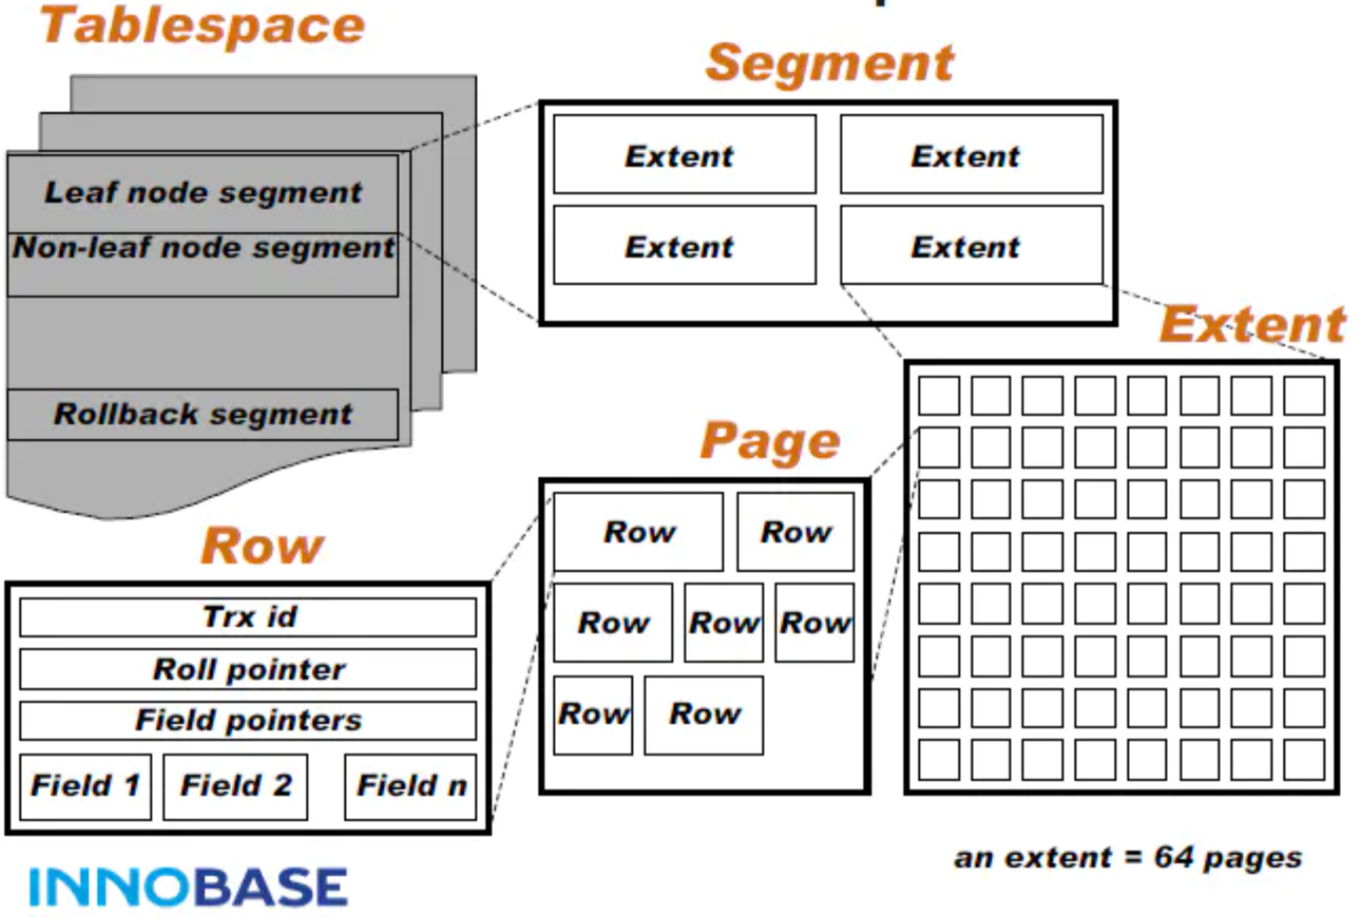 Tablespace
Leaf node segment
Non-leaf node segment
Rollback segment
Segment
Extent Extent
Extent Extent
Extent
an extent = 64 pages
Page
Row Row
Row Row Row
Row Row
Row
Trx id
Roll pointer
Field pointers
Field 1 Field 2 Field n
INNOBASE